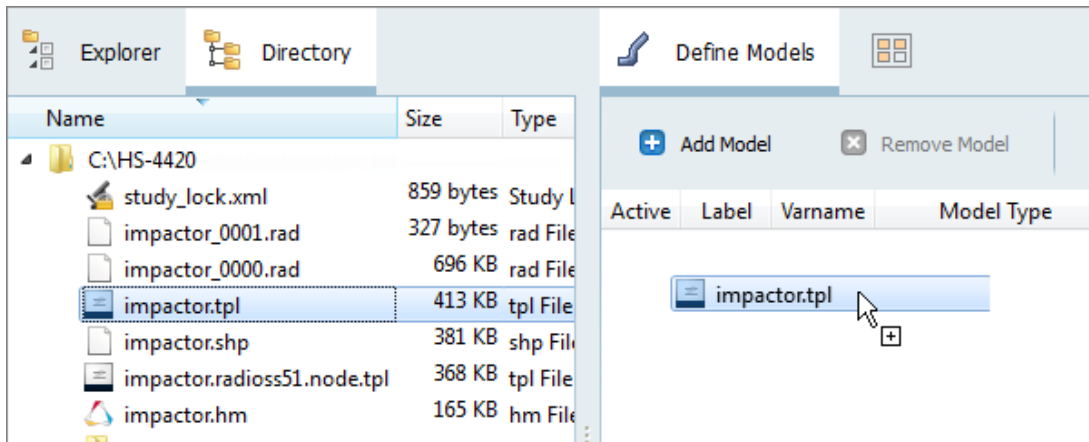 Explorer Directory Define Models
Name Size Type
Add Model Remove Model
C:\HS-4420
study_lock.xml 859 bytes Study L
Active Label Varname Model Type
impactor_0001.rad 327 bytes rad File
impactor_0000.rad 696 KB rad File
impactor.tpl 413 KB tpl File
impactor.tpl
impactor.shp 381 KB shp File
impactor.radioss51.node.tpl 368 KB tpl File
impactor.hm 165 KB hm File